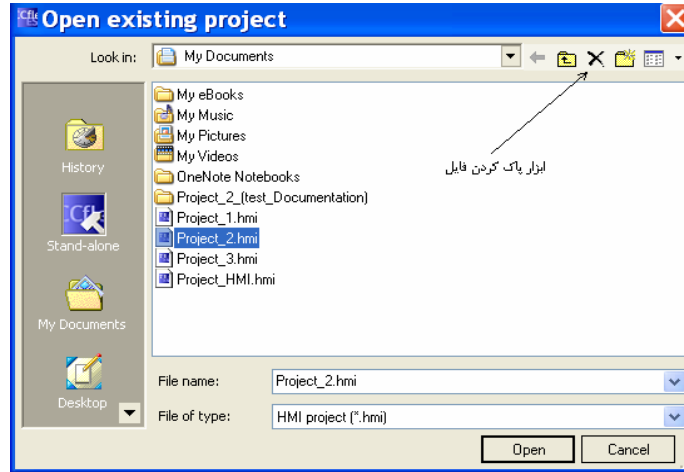 Open existing project
Look in:
My Documents
My eBooks
My Music
My Pictures
My Videos
OneNote Notebooks
Project_2_(test_Documentation)
Project_1.hmi
Project_2.hmi
Project_3.hmi
Project_HMI.hmi
ابزار پاک کردن فایل
History
Stand-alone
My Documents
Desktop
File name:
Project_2.hmi
File of type:
HMI project (*.hmi)
Open
Cancel